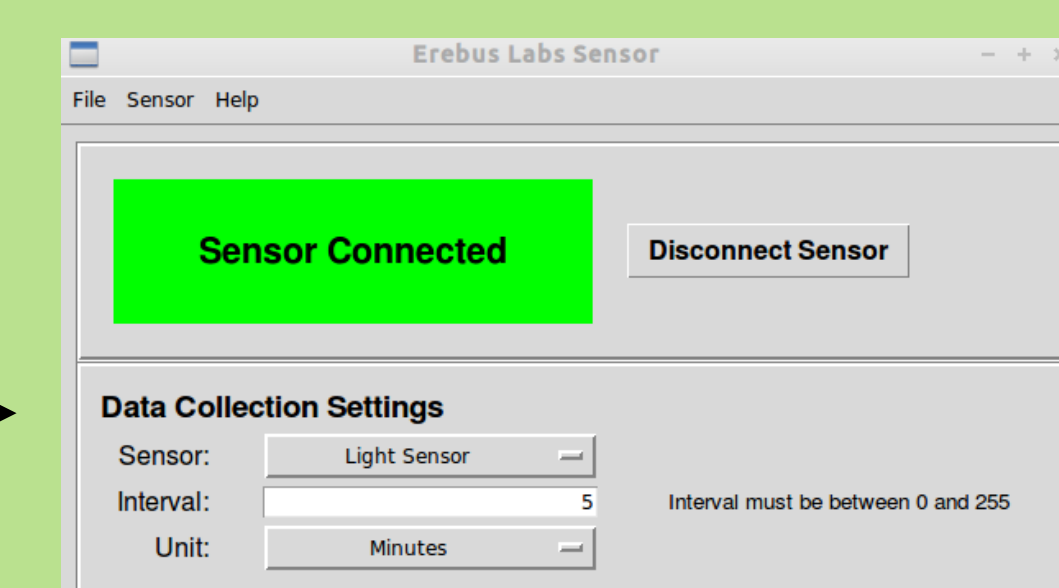 Erebus Labs Sensor
File Sensor Help
Sensor Connected
Disconnect Sensor
Data Collection Settings
Sensor: Light Sensor
Interval: 5 Interval must be between 0 and 255
Unit: Minutes